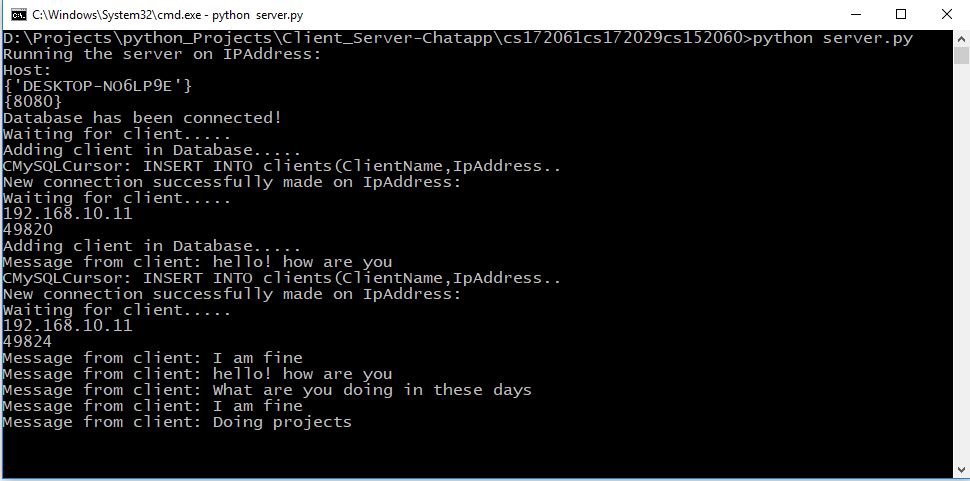 C:\Windows\System32\cmd.exe - python  server.py
D:\Projects\python_Projects\Client_Server-Chatapp\cs172061cs172029cs152060>python server.py
Running the server on IPAddress:
Host:
{'DESKTOP-NO6LP9E'}
{8080}
Database has been connected!
Waiting for client.....
Adding client in Database.....
CMySQLCursor: INSERT INTO clients(ClientName,IpAddress..
New connection successfully made on IpAddress:
Waiting for client.....
192.168.10.11
49820
Adding client in Database.....
Message from client: hello! how are you
CMySQLCursor: INSERT INTO clients(ClientName,IpAddress..
New connection successfully made on IpAddress:
Waiting for client.....
192.168.10.11
49824
Message from client: I am fine
Message from client: hello! how are you
Message from client: What are you doing in these days
Message from client: I am fine
Message from client: Doing projects